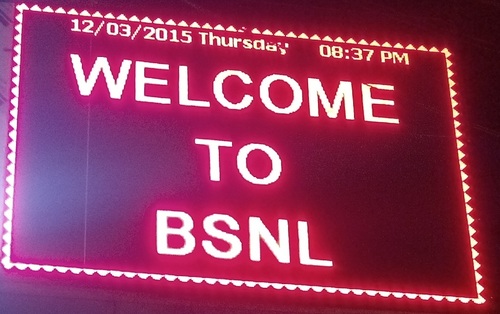 12/03/2015 Thursday 08:37 PM
WELCOME
TO
BSNL